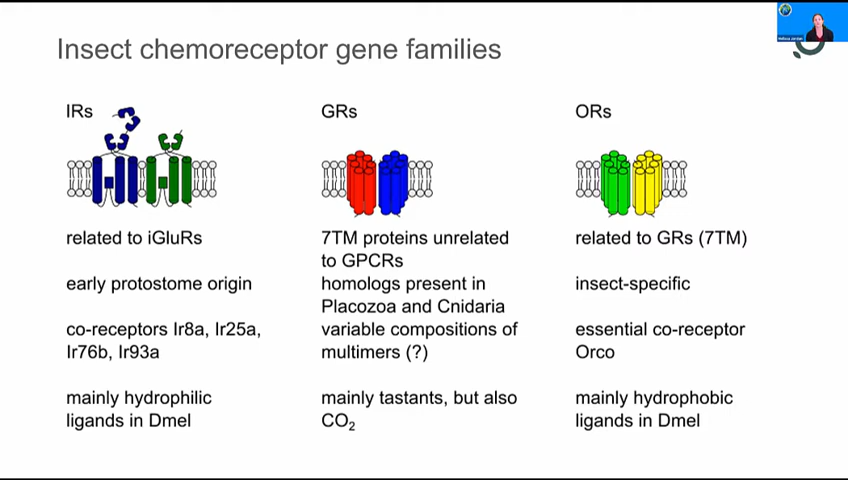 Insect chemoreceptor gene families
IRs
related to iGluRs
early protostome origin
co-receptors Ir8a, Ir25a,
Ir76b, Ir93a
mainly hydrophilic
ligands in Dmel
GRs
7TM proteins unrelated
to GPCRs
homologs present in
Placozoa and Cnidaria
variable compositions of
multimers (?)
mainly tastants, but also
CO₂
ORs
related to GRs (7TM)
insect-specific
essential co-receptor
Orco
mainly hydrophobic
ligands in Dmel